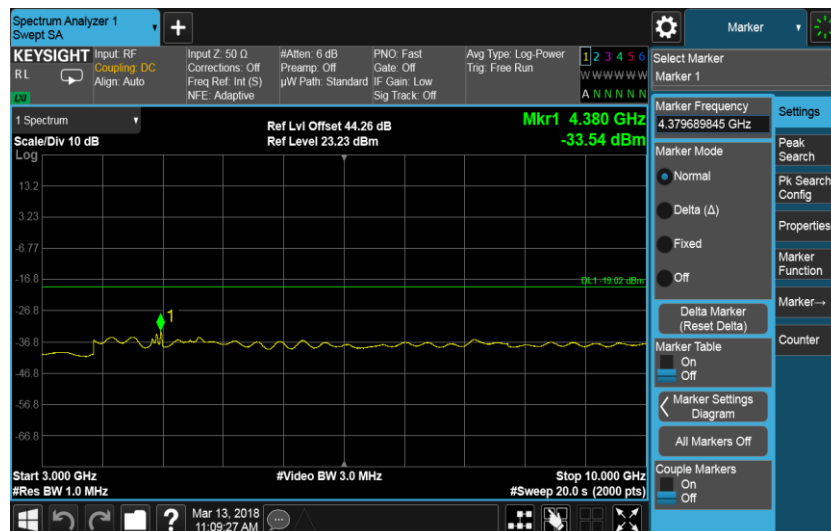 Spectrum Analyzer 1
Swept SA
Marker
KEYSIGHT
RL
LXI
Input: RF
Coupling: DC
Align: Auto
Input Z: 50 Ω
Corrections: Off
Freq Ref: Int (S)
NFE: Adaptive
#Atten: 6 dB
Preamp: Off
µW Path: Standard
PNO: Fast
Gate: Off
IF Gain: Low
Sig Track: Off
Avg Type: Log-Power
Trig: Free Run
1 2 3 4 5 6
W W W W W W
A N N N N N
Select Marker
Marker 1
1 Spectrum
Scale/Div 10 dB
Log
Ref Lvl Offset 44.26 dB
Ref Level 23.23 dBm
Mkr1 4.380 GHz
-33.54 dBm
13.2
3.23
-6.77
-16.8
-26.8
-36.8
-46.8
-56.8
-66.8
DL1 -19.02 dBm
1
Start 3.000 GHz
#Res BW 1.0 MHz
#Video BW 3.0 MHz
Stop 10.000 GHz
#Sweep 20.0 s (2000 pts)
Marker Frequency
4.379689845 GHz
Marker Mode
Normal
Delta (Δ)
Fixed
Off
Delta Marker
(Reset Delta)
Marker Table
On
Off
Marker Settings
Diagram
All Markers Off
Couple Markers
On
Off
Settings
Peak
Search
Pk Search
Config
Properties
Marker
Function
Marker→
Counter
?
Mar 13, 2018
11:09:27 AM